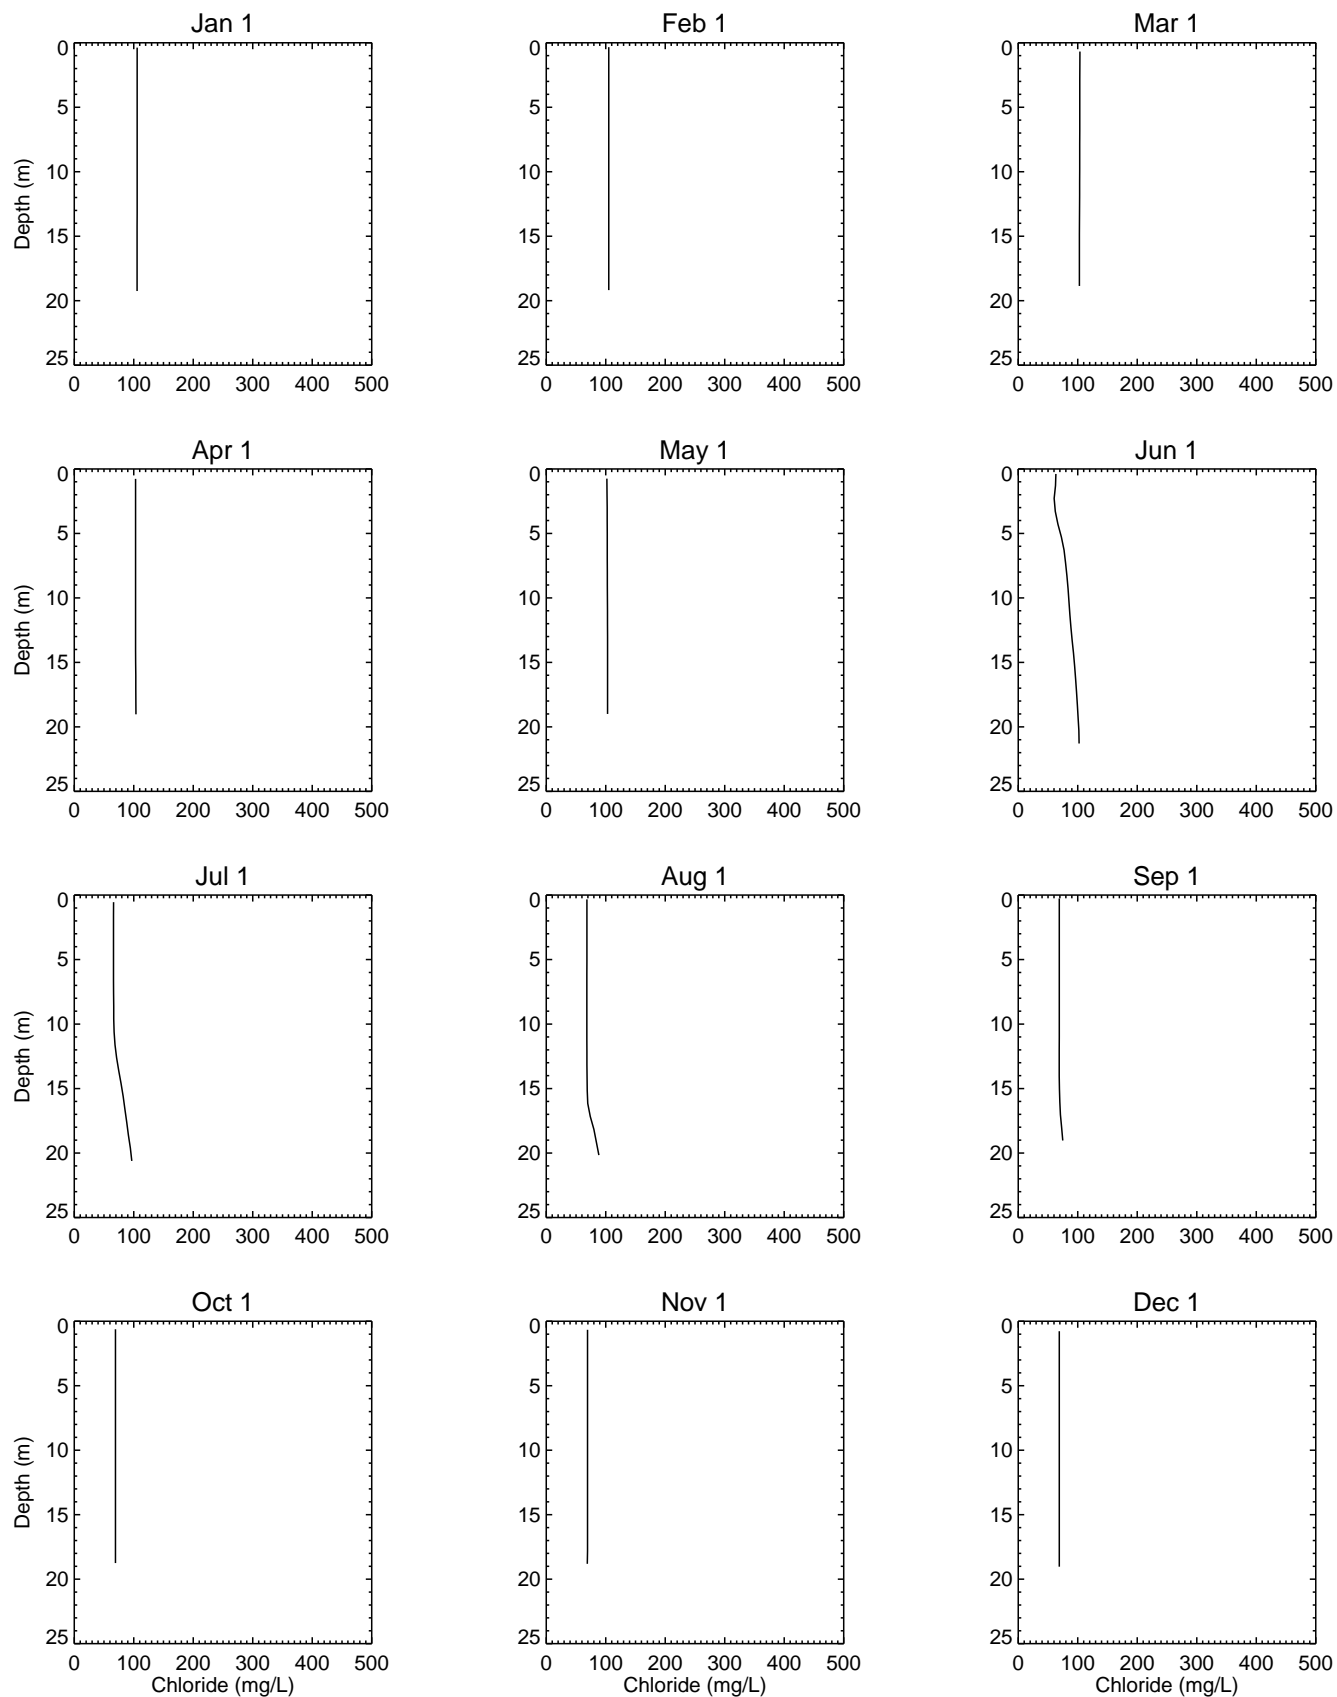 Jan 1 Feb 1 Mar 1
0 0 0
5 5 5
10 10 10
15 15 15
20 20 20
25 25 25
Depth (m)
0 100 200 300 400 500 0 100 200 300 400 500 0 100 200 300 400 500
Apr 1 May 1 Jun 1
0 0 0
5 5 5
10 10 10
15 15 15
20 20 20
25 25 25
Depth (m)
0 100 200 300 400 500 0 100 200 300 400 500 0 100 200 300 400 500
Jul 1 Aug 1 Sep 1
0 0 0
5 5 5
10 10 10
15 15 15
20 20 20
25 25 25
Depth (m)
0 100 200 300 400 500 0 100 200 300 400 500 0 100 200 300 400 500
Oct 1 Nov 1 Dec 1
0 0 0
5 5 5
10 10 10
15 15 15
20 20 20
25 25 25
Depth (m)
0 100 200 300 400 500 0 100 200 300 400 500 0 100 200 300 400 500
Chloride (mg/L) Chloride (mg/L) Chloride (mg/L)